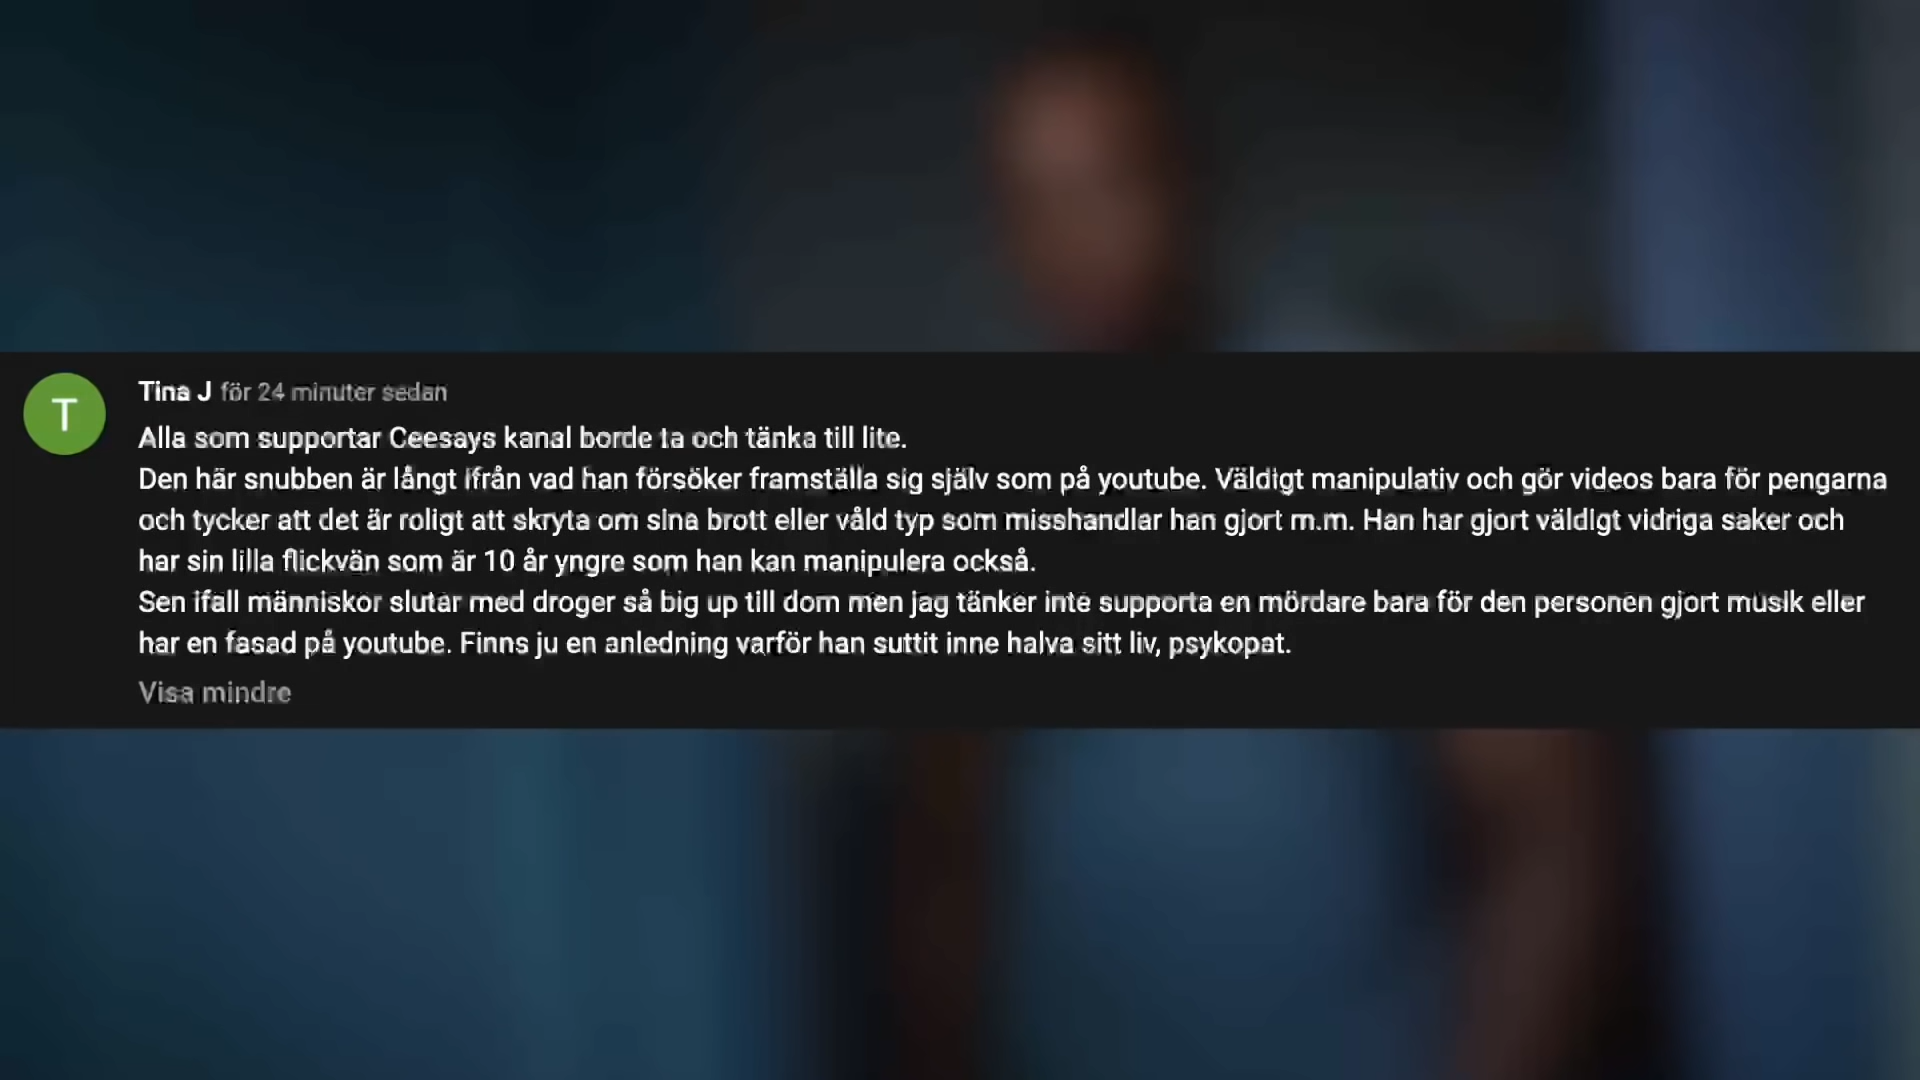 T
Tina J för 24 minuter sedan
Alla som supportar Ceesays kanal borde ta och tänka till lite.
Den här snubben är långt ifrån vad han försöker framställa sig själv som på youtube. Väldigt manipulativ och gör videos bara för pengarna
och tycker att det är roligt att skryta om sina brott eller våld typ som misshandlar han gjort m.m. Han har gjort väldigt vidriga saker och
har sin lilla flickvän som är 10 år yngre som han kan manipulera också.
Sen ifall människor slutar med droger så big up till dom men jag tänker inte supporta en mördare bara för den personen gjort musik eller
har en fasad på youtube. Finns ju en anledning varför han suttit inne halva sitt liv, psykopat.
Visa mindre